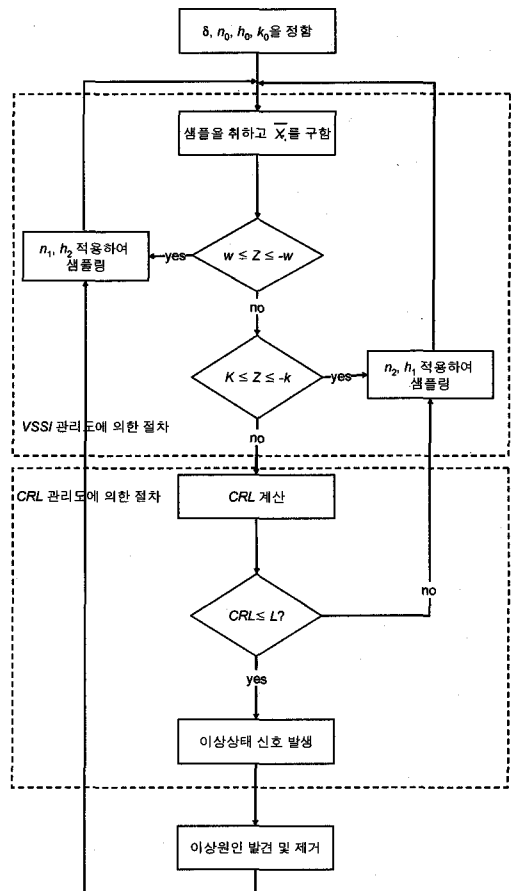 δ, n₀, h₀, k₀을 정함
샘플을 취하고 X̅ᵢ를 구함
n₁, h₂ 적용하여
샘플링
yes
w ≤ Z ≤ -w
no
K ≤ Z ≤ -k
yes
n₂, h₁ 적용하여
샘플링
VSSI 관리도에 의한 절차
no
CRL 관리도에 의한 절차
CRL 계산
no
CRL ≤ L?
yes
이상상태 신호 발생
이상원인 발견 및 제거